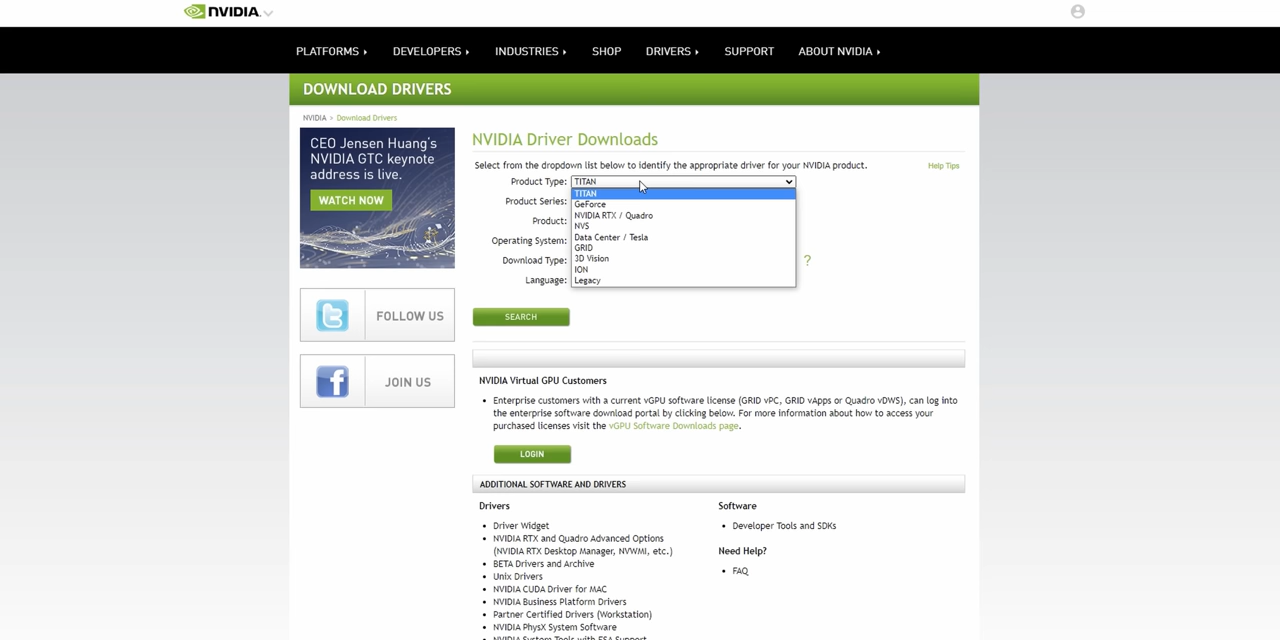 NVIDIA.
PLATFORMS DEVELOPERS INDUSTRIES SHOP DRIVERS SUPPORT ABOUT NVIDIA
DOWNLOAD DRIVERS
NVIDIA > Download Drivers
CEO Jensen Huang's
NVIDIA GTC keynote
address is live.
WATCH NOW
FOLLOW US
JOIN US
NVIDIA Driver Downloads
Select from the dropdown list below to identify the appropriate driver for your NVIDIA product.
Help Tips
Product Type: TITAN
TITAN
GeForce
NVIDIA RTX / Quadro
NVS
Data Center / Tesla
GRID
3D Vision
ION
Legacy
Product Series:
Product:
Operating System:
Download Type:
?
Language:
SEARCH
NVIDIA Virtual GPU Customers
• Enterprise customers with a current vGPU software license (GRID vPC, GRID vApps or Quadro vDWS), can log into
the enterprise software download portal by clicking below. For more information about how to access your
purchased licenses visit the vGPU Software Downloads page.
LOGIN
ADDITIONAL SOFTWARE AND DRIVERS
Drivers
• Driver Widget
• NVIDIA RTX and Quadro Advanced Options
(NVIDIA RTX Desktop Manager, NVWMI, etc.)
• BETA Drivers and Archive
• Unix Drivers
• NVIDIA CUDA Driver for MAC
• NVIDIA Business Platform Drivers
• Partner Certified Drivers (Workstation)
• NVIDIA PhysX System Software
• NVIDIA System Tools with ESA Support
Software
• Developer Tools and SDKs
Need Help?
• FAQ